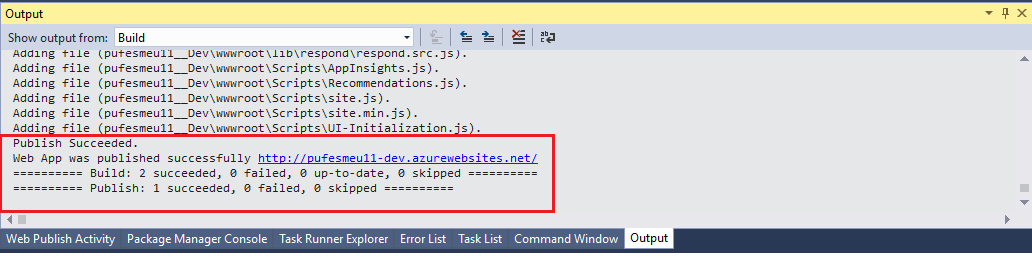 Output
Show output from: Build
Adding file (pufesmeu11__Dev\wwwroot\lib\respond\respond.src.js).
Adding file (pufesmeu11__Dev\wwwroot\Scripts\AppInsights.js).
Adding file (pufesmeu11__Dev\wwwroot\Scripts\Recommendations.js).
Adding file (pufesmeu11__Dev\wwwroot\Scripts\site.js).
Adding file (pufesmeu11__Dev\wwwroot\Scripts\site.min.js).
Adding file (pufesmeu11__Dev\wwwroot\Scripts\UI-Initialization.js).
Publish Succeeded.
Web App was published successfully http://pufesmeu11-dev.azurewebsites.net/
========== Build: 2 succeeded, 0 failed, 0 up-to-date, 0 skipped ==========
========== Publish: 1 succeeded, 0 failed, 0 skipped ==========
Web Publish Activity Package Manager Console Task Runner Explorer Error List Task List Command Window Output